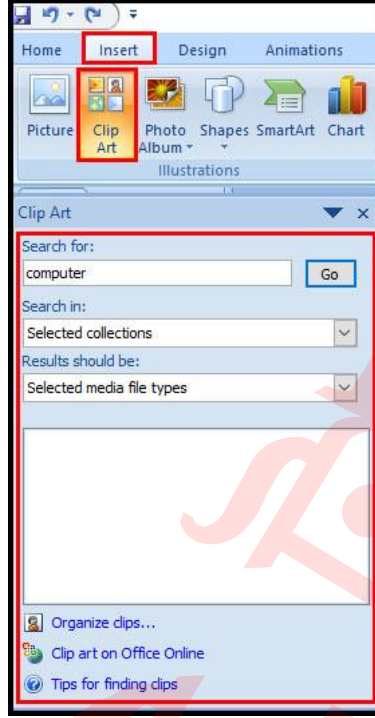 Home Insert Design Animations
Picture Clip Art Photo Album Shapes SmartArt Chart
Illustrations
Clip Art
Search for:
computer Go
Search in:
Selected collections
Results should be:
Selected media file types
Organize clips...
Clip art on Office Online
Tips for finding clips